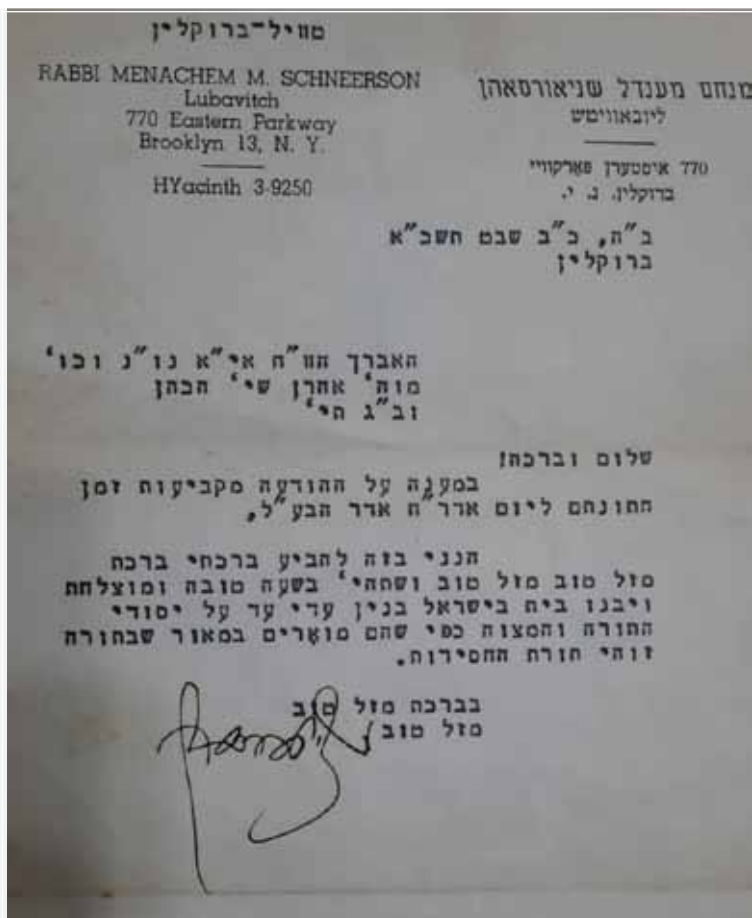 טוויל-ברוקלין
RABBI MENACHEM M. SCHNEERSON
Lubavitch
770 Eastern Parkway
Brooklyn 13, N. Y.
HYacinth 3-9250
מנחם מענדל שניאורסאהן
ליובאוויטש
770 איסטערן פארקוויי
ברוקלין, נ. י.
ב"ה, כ"ב שבט תשכ"א
ברוקלין
האברך הוו"ח אי"א נו"נ וכו'
מוה' אהרן שי' הכהן
וב"ג תי'
שלום וברכה!
במענה על ההודעה מקביעות זמן
חתונתם ליום אדר"ח אדר הבע"ל,
הנני בזה להביע ברכתי ברכת
מזל טוב מזל טוב ושתהי' בשעה טובה ומוצלחת
ויבנו בית בישראל בנין עדי עד על יסודי
התורה והמצוה כפי שהם מוארים במאור שבתורה
זוהי תורת החסידות.
בברכת מזל טוב
מזל טוב